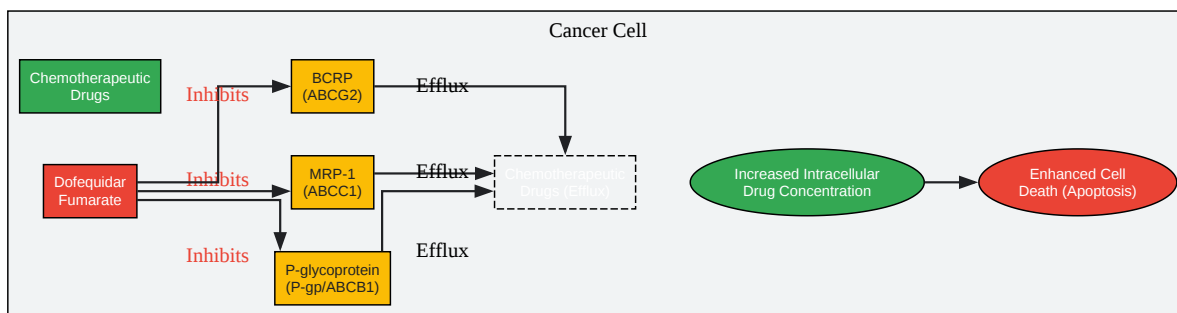 Cancer Cell
Chemotherapeutic
Drugs
Inhibits
BCRP
(ABCG2)
Efflux
Dofequidar
Fumarate
Inhibits
MRP-1
(ABCC1)
Efflux
Chemotherapeutic
Drugs (Efflux)
Increased Intracellular
Drug Concentration
Enhanced Cell
Death (Apoptosis)
Inhibits
P-glycoprotein
(P-gp/ABCB1)
Efflux